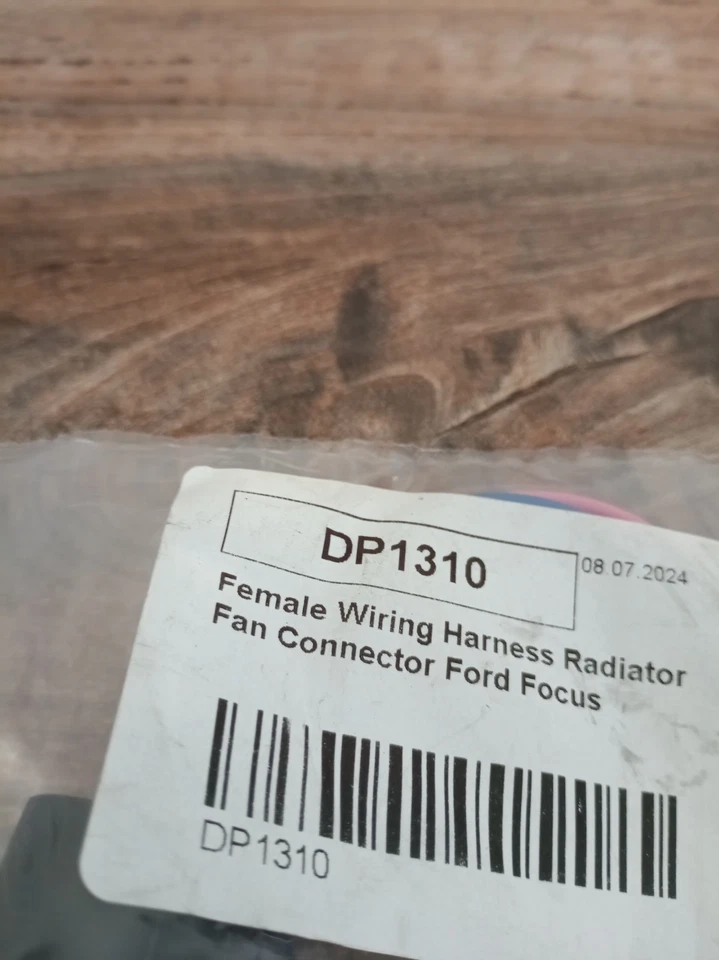 DP1310
08.07.2024
Female Wiring Harness Radiator
Fan Connector Ford Focus
DP1310